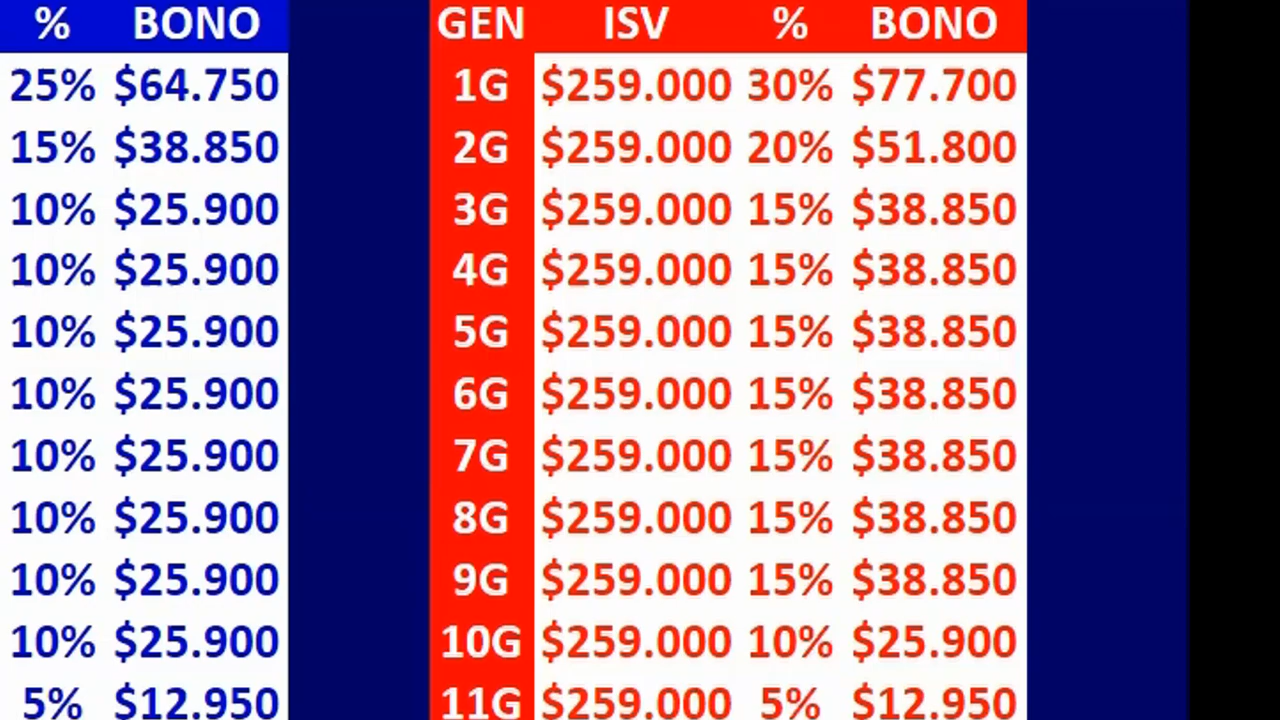 % BONO GEN ISV % BONO
25% $64.750 1G $259.000 30% $77.700
15% $38.850 2G $259.000 20% $51.800
10% $25.900 3G $259.000 15% $38.850
10% $25.900 4G $259.000 15% $38.850
10% $25.900 5G $259.000 15% $38.850
10% $25.900 6G $259.000 15% $38.850
10% $25.900 7G $259.000 15% $38.850
10% $25.900 8G $259.000 15% $38.850
10% $25.900 9G $259.000 15% $38.850
10% $25.900 10G $259.000 10% $25.900
5% $12.950 11G $259.000 5% $12.950